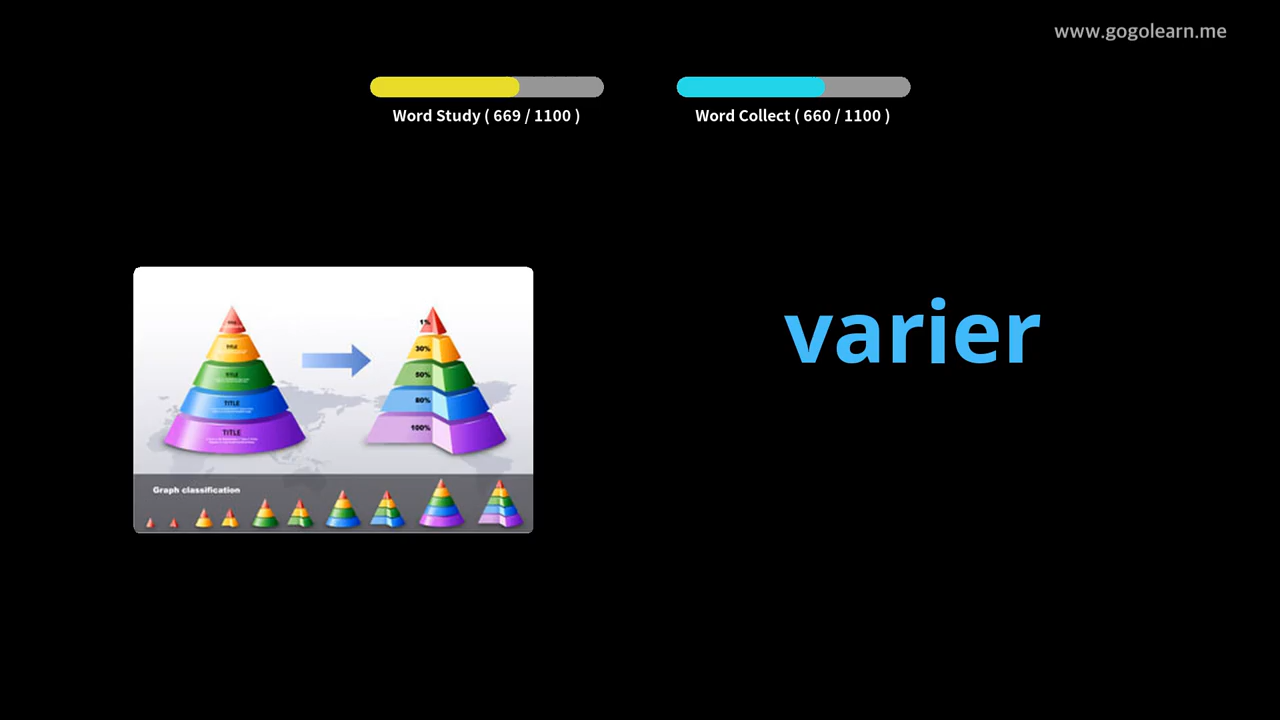 www.gogolearn.me
Word Study ( 669 / 1100 )
Word Collect ( 660 / 1100 )
varier
TITLE
TITLE
TITLE
TITLE
1%
30%
50%
80%
100%
Graph classification